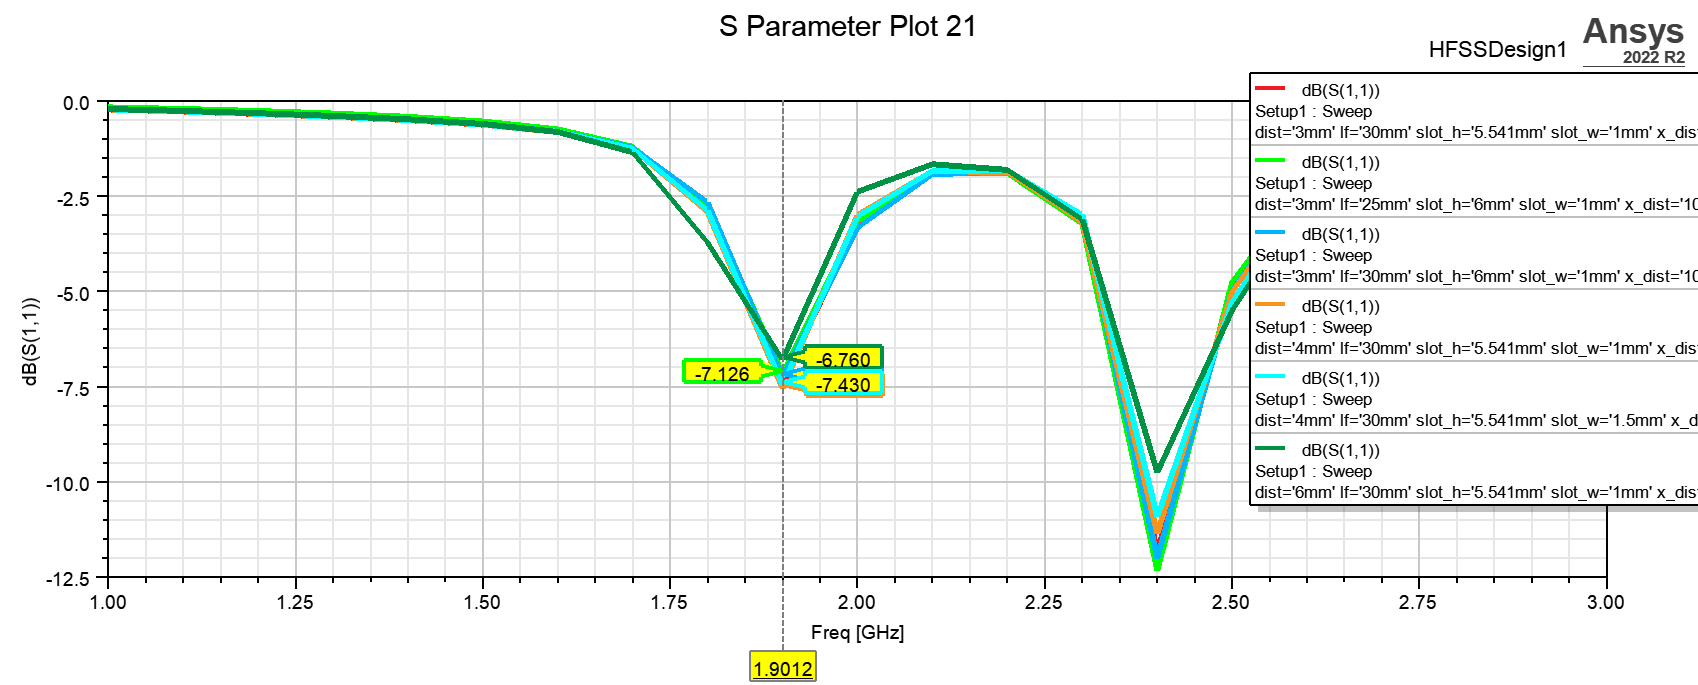 S Parameter Plot 21
HFSSDesign1
Ansys
2022 R2
dB(S(1,1))
Setup1 : Sweep
dist='3mm' lf='30mm' slot_h='5.541mm' slot_w='1mm' x_dis
dB(S(1,1))
Setup1 : Sweep
dist='3mm' lf='25mm' slot_h='6mm' slot_w='1mm' x_dist='10
dB(S(1,1))
Setup1 : Sweep
dist='3mm' lf='30mm' slot_h='6mm' slot_w='1mm' x_dist='10
dB(S(1,1))
Setup1 : Sweep
dist='4mm' lf='30mm' slot_h='5.541mm' slot_w='1mm' x_dis
dB(S(1,1))
Setup1 : Sweep
dist='4mm' lf='30mm' slot_h='5.541mm' slot_w='1.5mm' x_d
dB(S(1,1))
Setup1 : Sweep
dist='6mm' lf='30mm' slot_h='5.541mm' slot_w='1mm' x_dis
0.0
-2.5
-5.0
-7.5
-10.0
-12.5
dB(S(1,1))
-7.126
-6.760
-7.430
1.00
1.25
1.50
1.75
2.00
2.25
2.50
2.75
3.00
Freq [GHz]
1.9012